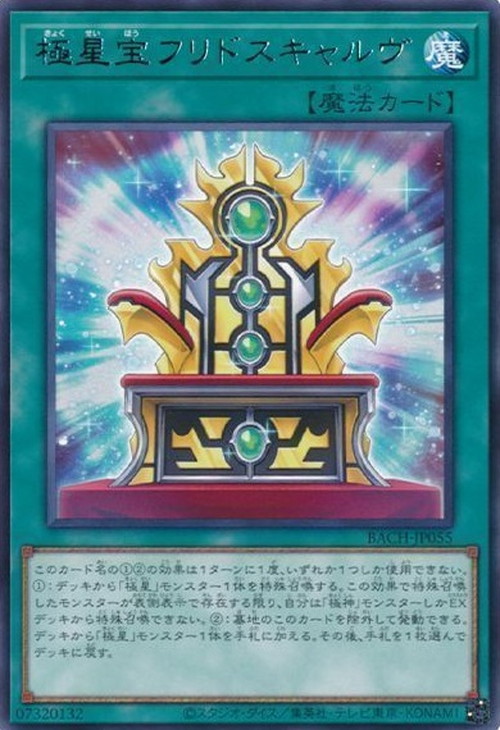 極星宝フリドスキャルヴ
魔
【魔法カード】
BACH-JP055
このカード名の①②の効果は1ターンに1度、いずれか1つしか使用できない。
①：デッキから「極星」モンスター1体を特殊召喚する。この効果で特殊召喚
したモンスターが表側表示で存在する限り、自分は「極神」モンスターしかEX
デッキから特殊召喚できない。②：墓地のこのカードを除外して発動できる。
デッキから「極星」モンスター1体を手札に加える。その後、手札を1枚選んで
デッキに戻す。
07320132
©スタジオ・ダイス／集英社・テレビ東京・KONAMI